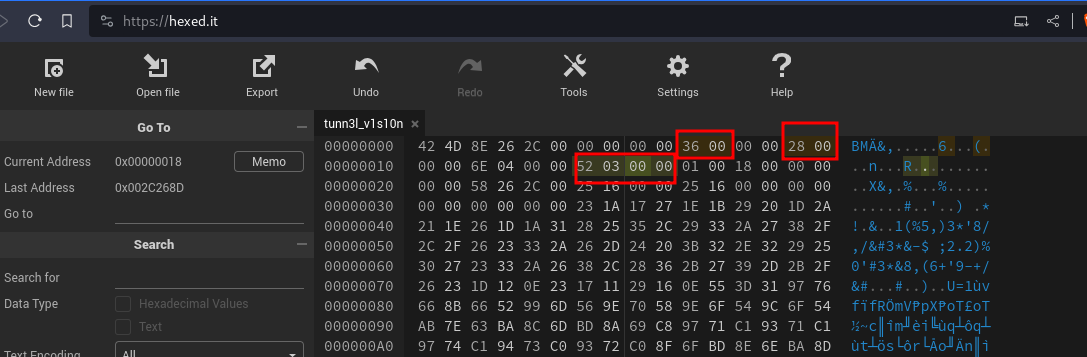 https://hexed.it
New file
Open file
Export
Undo
Redo
Tools
Settings
Help
Go To
Current Address 0x00000018 Memo
Last Address 0x002C268D
Go to
Search
Search for
Data Type Hexadecimal Values
Text
Text Encoding All
tunn3l_v1s10n ×
00000000 42 4D 8E 26 2C 00 00 00 00 00 36 00 00 00 28 00 BMÄ&,.....6...(.
00000010 00 00 6E 04 00 00 52 03 00 00 01 00 18 00 00 00 ..n...R.........
00000020 00 00 58 26 2C 00 25 16 00 00 25 16 00 00 00 00 ..X&,.%...%.....
00000030 00 00 00 00 00 00 23 1A 17 27 1E 1B 29 20 1D 2A ......#..'..) .*
00000040 21 1E 26 1D 1A 31 28 25 35 2C 29 33 2A 27 38 2F !.&..1(%5,)3*'8/
00000050 2C 2F 26 23 33 2A 26 2D 24 20 3B 32 2E 32 29 25 ,/&#3*&-$ ;2.2)%
00000060 30 27 23 33 2A 26 38 2C 28 36 2B 27 39 2D 2B 2F 0'#3*&8,(6+'9-+/
00000070 26 23 1D 12 0E 23 17 11 29 16 0E 55 3D 31 97 76 &#...#..)..U=1ùv
00000080 66 8B 66 52 99 6D 56 9E 70 58 9E 6F 54 9C 6F 54 fïfRÖmV₧pX₧oT£oT
00000090 AB 7E 63 BA 8C 6D BD 8A 69 C8 97 71 C1 93 71 C1 ½~c║îm╜èi╚ùq┴ôq┴
000000A0 97 74 C1 94 73 C0 93 72 C0 8F 6F BD 8E 6E BA 8D ùt┴ös└ôr└Åo╜Än║ì